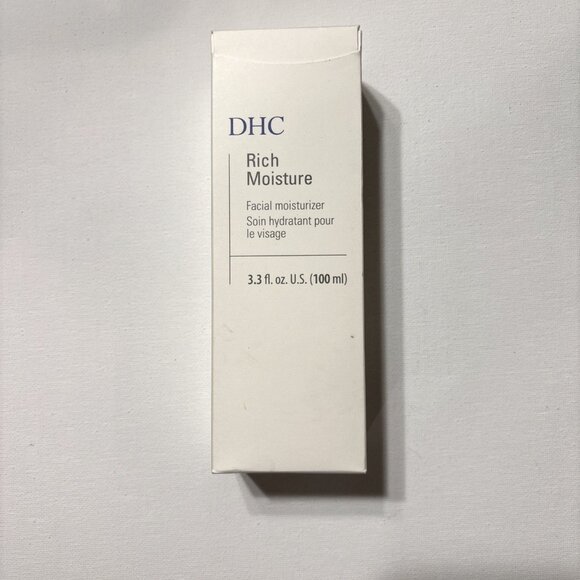 DHC
Rich
Moisture
Facial moisturizer
Soin hydratant pour
le visage
3.3 fl. oz. U.S. (100 ml)